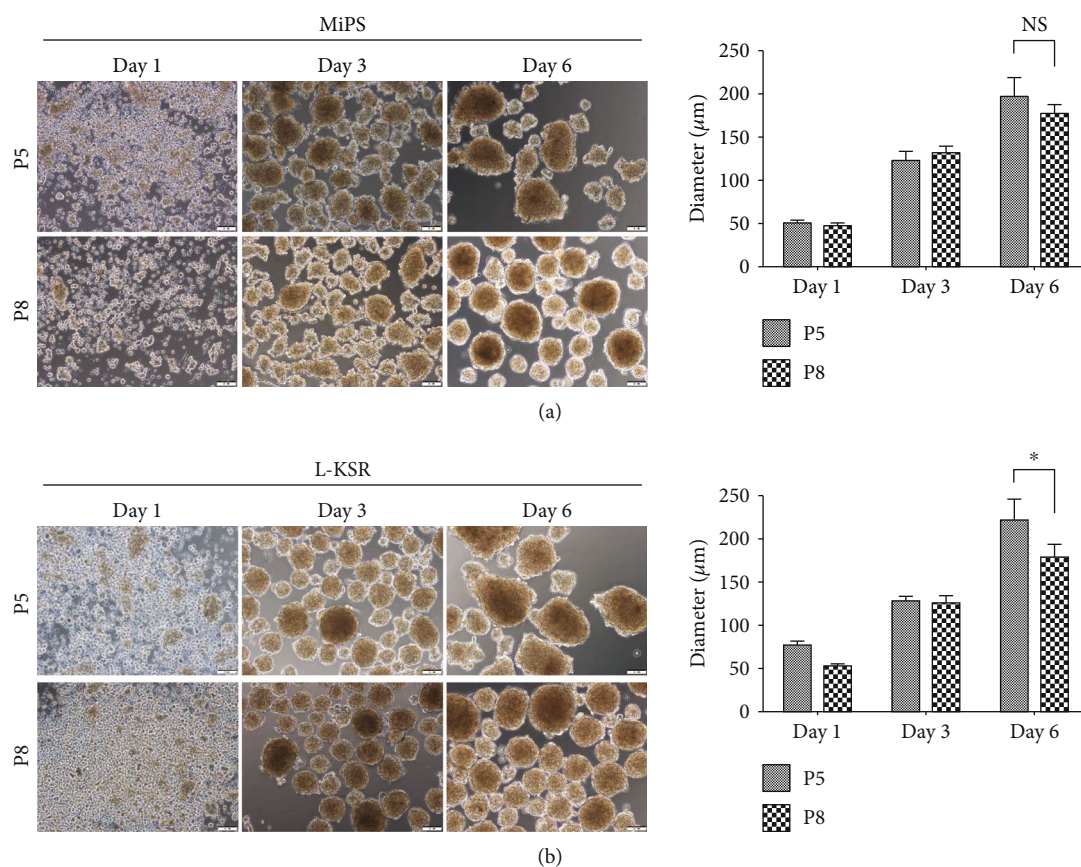 MiPS
Day 1
Day 3
Day 6
P5
P8
NS
250
200
150
100
50
0
Diameter (μm)
Day 1
Day 3
Day 6
P5
P8
(a)
L-KSR
Day 1
Day 3
Day 6
P5
P8
*
250
200
150
100
50
0
Diameter (μm)
Day 1
Day 3
Day 6
P5
P8
(b)